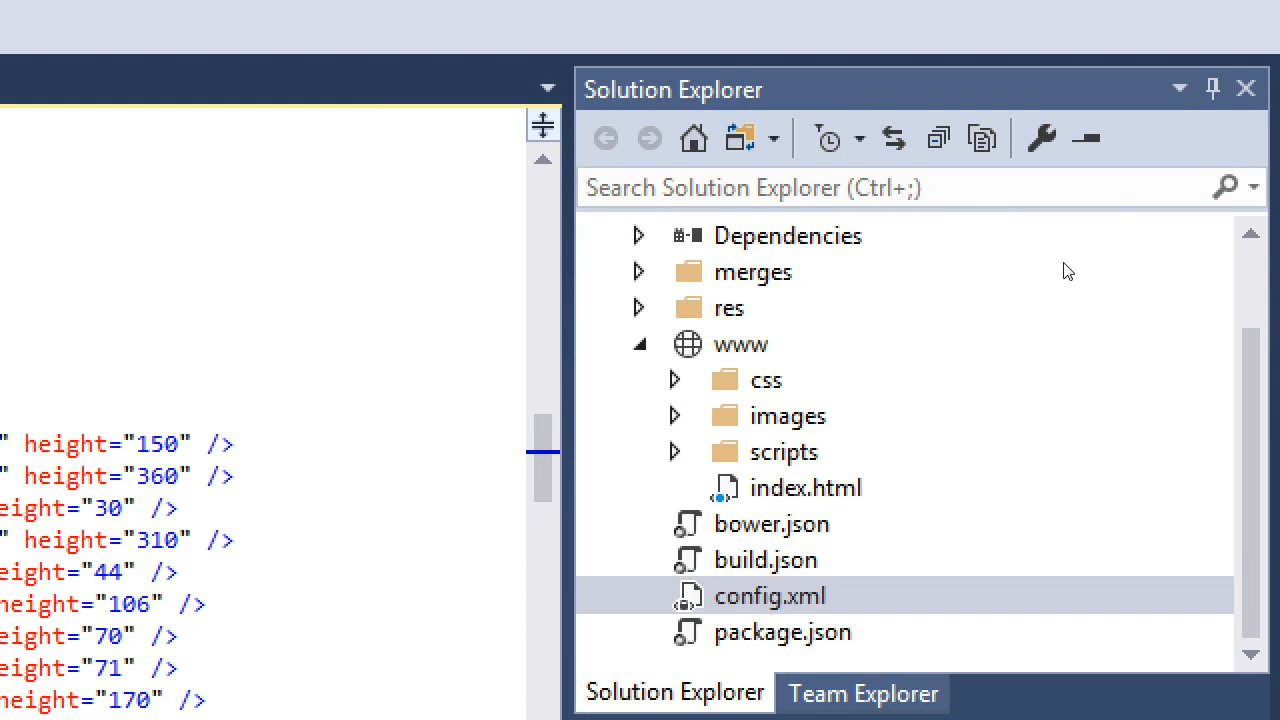 Solution Explorer
Search Solution Explorer (Ctrl+;)
Dependencies
merges
res
www
css
images
scripts
index.html
bower.json
build.json
config.xml
package.json
Solution Explorer
Team Explorer
" height="150" />
" height="360" />
eight="30" />
" height="310" />
eight="44" />
height="106" />
eight="70" />
eight="71" />
height="170" />